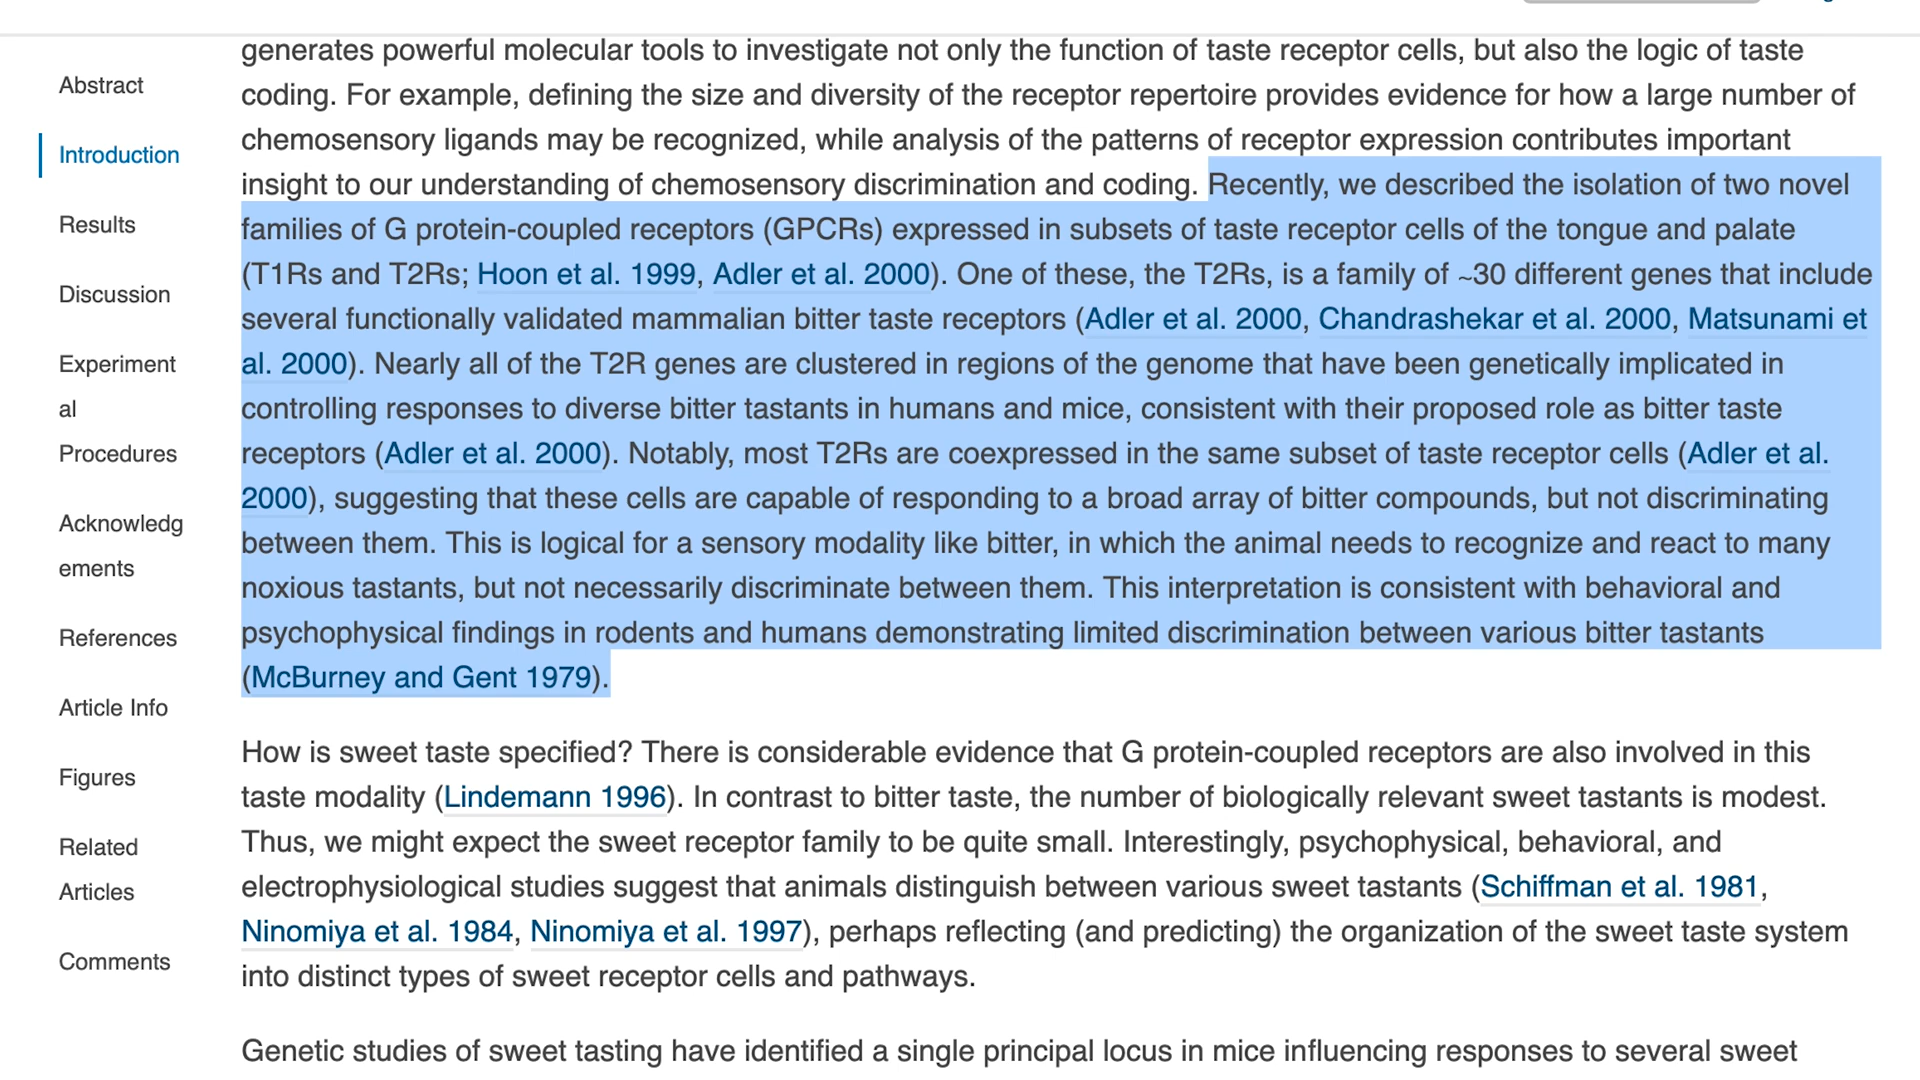 Abstract
Introduction
Results
Discussion
Experiment
al
Procedures
Acknowledg
ements
References
Article Info
Figures
Related
Articles
Comments
generates powerful molecular tools to investigate not only the function of taste receptor cells, but also the logic of taste
coding. For example, defining the size and diversity of the receptor repertoire provides evidence for how a large number of
chemosensory ligands may be recognized, while analysis of the patterns of receptor expression contributes important
insight to our understanding of chemosensory discrimination and coding. Recently, we described the isolation of two novel
families of G protein-coupled receptors (GPCRs) expressed in subsets of taste receptor cells of the tongue and palate
(T1Rs and T2Rs; Hoon et al. 1999, Adler et al. 2000). One of these, the T2Rs, is a family of ~30 different genes that include
several functionally validated mammalian bitter taste receptors (Adler et al. 2000, Chandrashekar et al. 2000, Matsunami et
al. 2000). Nearly all of the T2R genes are clustered in regions of the genome that have been genetically implicated in
controlling responses to diverse bitter tastants in humans and mice, consistent with their proposed role as bitter taste
receptors (Adler et al. 2000). Notably, most T2Rs are coexpressed in the same subset of taste receptor cells (Adler et al.
2000), suggesting that these cells are capable of responding to a broad array of bitter compounds, but not discriminating
between them. This is logical for a sensory modality like bitter, in which the animal needs to recognize and react to many
noxious tastants, but not necessarily discriminate between them. This interpretation is consistent with behavioral and
psychophysical findings in rodents and humans demonstrating limited discrimination between various bitter tastants
(McBurney and Gent 1979).
How is sweet taste specified? There is considerable evidence that G protein-coupled receptors are also involved in this
taste modality (Lindemann 1996). In contrast to bitter taste, the number of biologically relevant sweet tastants is modest.
Thus, we might expect the sweet receptor family to be quite small. Interestingly, psychophysical, behavioral, and
electrophysiological studies suggest that animals distinguish between various sweet tastants (Schiffman et al. 1981,
Ninomiya et al. 1984, Ninomiya et al. 1997), perhaps reflecting (and predicting) the organization of the sweet taste system
into distinct types of sweet receptor cells and pathways.
Genetic studies of sweet tasting have identified a single principal locus in mice influencing responses to several sweet